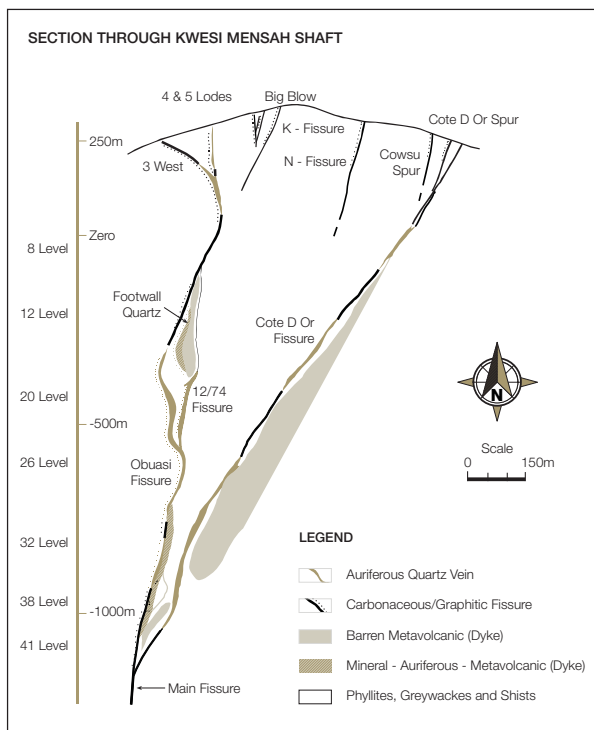 SECTION THROUGH KWESI MENSAH SHAFT
4 & 5 Lodes
Big Blow
K - Fissure
Cote D Or Spur
250m
3 West
N - Fissure
Cowsu
Spur
Zero
8 Level
Footwall
Quartz
12 Level
Cote D Or
Fissure
N
20 Level
12/74
Fissure
-500m
Scale
0 150m
26 Level
Obuasi
Fissure
32 Level
LEGEND
Auriferous Quartz Vein
38 Level
-1000m
Carbonaceous/Graphitic Fissure
Barren Metavolcanic (Dyke)
41 Level
Mineral - Auriferous - Metavolcanic (Dyke)
Main Fissure
Phyllites, Greywackes and Shists